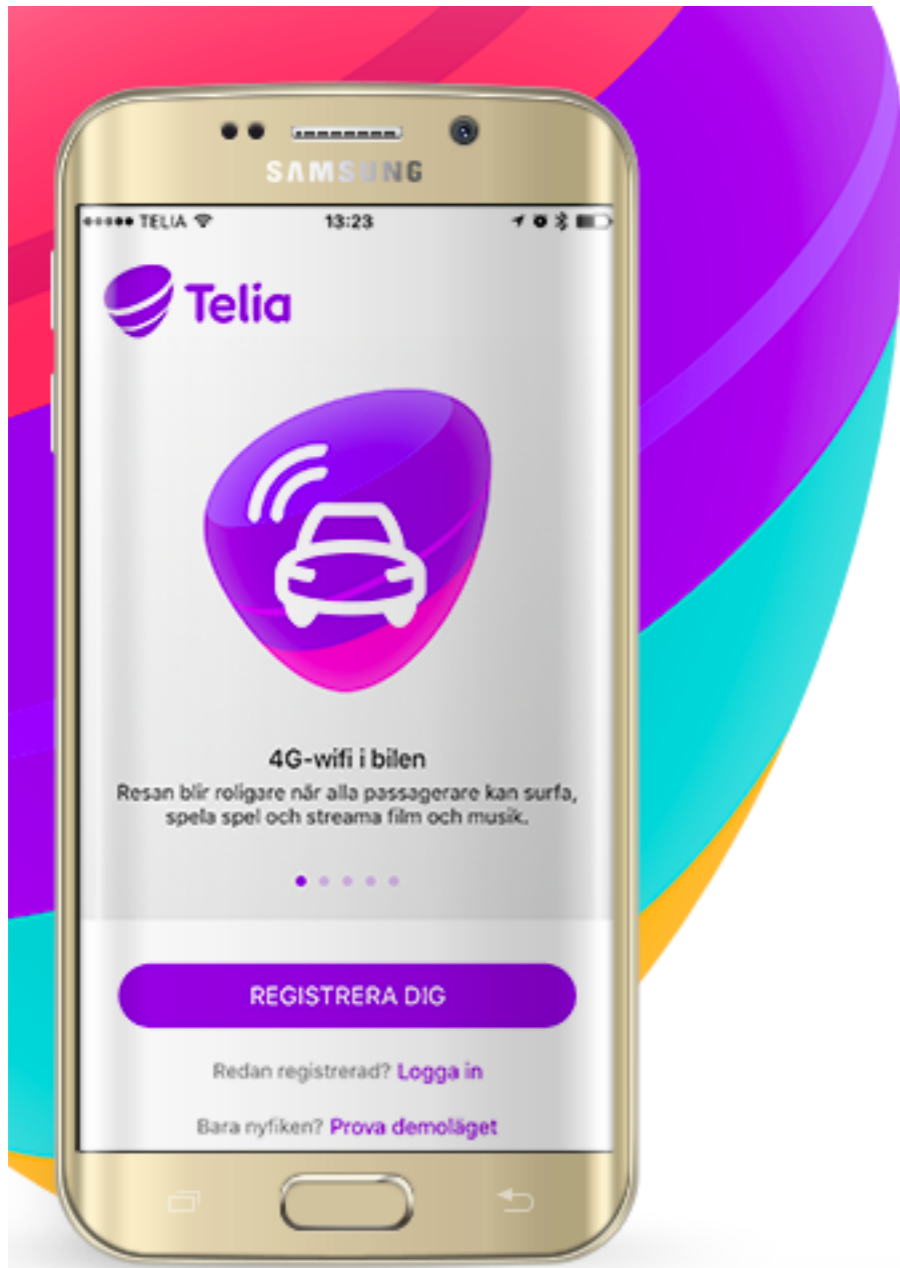 SAMSUNG
TELIA 13:23
Telia
4G-wifi i bilen
Resan blir roligare när alla passagerare kan surfa,
spela spel och streama film och musik.
REGISTRERA DIG
Redan registrerad? Logga in
Bara nyfiken? Prova demoläget